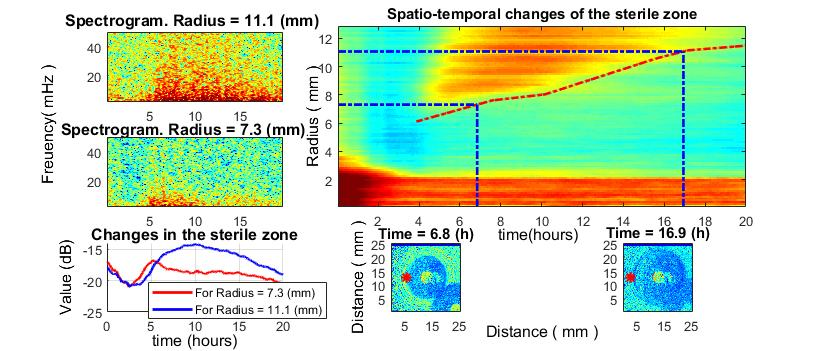 Spectrogram. Radius = 11.1 (mm)
40
20
5 10 15
Spectrogram. Radius = 7.3 (mm)
40
20
5 10 15
Freuency( mHz )
Changes in the sterile zone
-15
-20
-25
Value (dB)
For Radius = 7.3 (mm)
For Radius = 11.1 (mm)
0 5 10 15 20
time (hours)
Spatio-temporal changes of the sterile zone
12
10
8
6
4
2
Radius ( mm )
2 4 6 8 10 12 14 16 18 20
time(hours)
Time = 6.8 (h)
25
20
15
10
5
5 15 25
Distance ( mm )
Time = 16.9 (h)
25
20
15
10
5
5 15 25
Distance ( mm )